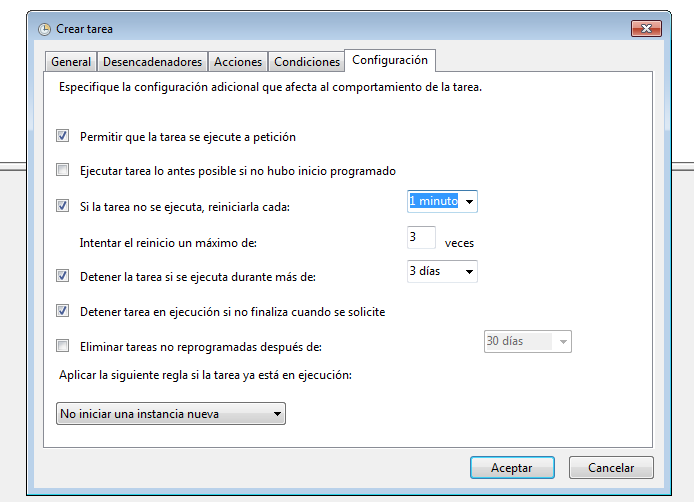 Crear tarea
General Desencadenadores Acciones Condiciones Configuración
Especifique la configuración adicional que afecta al comportamiento de la tarea.
Permitir que la tarea se ejecute a petición
Ejecutar tarea lo antes posible si no hubo inicio programado
Si la tarea no se ejecuta, reiniciarla cada: 1 minuto
Intentar el reinicio un máximo de: 3 veces
Detener la tarea si se ejecuta durante más de: 3 días
Detener tarea en ejecución si no finaliza cuando se solicite
Eliminar tareas no reprogramadas después de: 30 días
Aplicar la siguiente regla si la tarea ya está en ejecución:
No iniciar una instancia nueva
Aceptar Cancelar